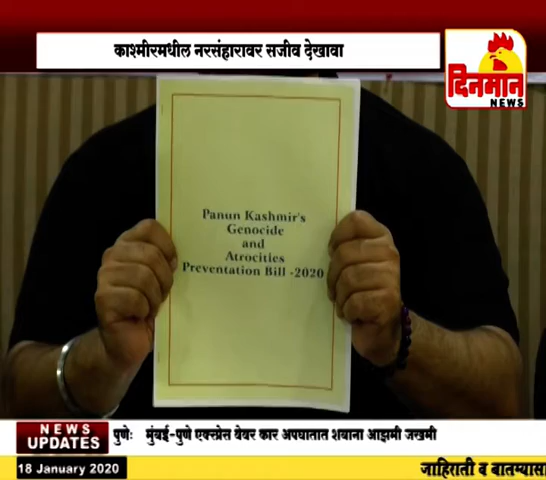 काश्मीरमधील नरसंहारावर सजीव देखावा
दिनमान
NEWS
Panun Kashmir's
Genocide
and
Atrocities
Preventation Bill -2020
NEWS
UPDATES
पुणेः मुंबई-पुणे एक्स्प्रेस वेवर कार अपघातात शबाना आझमी जखमी
18 January 2020
जाहिराती व बातम्यास